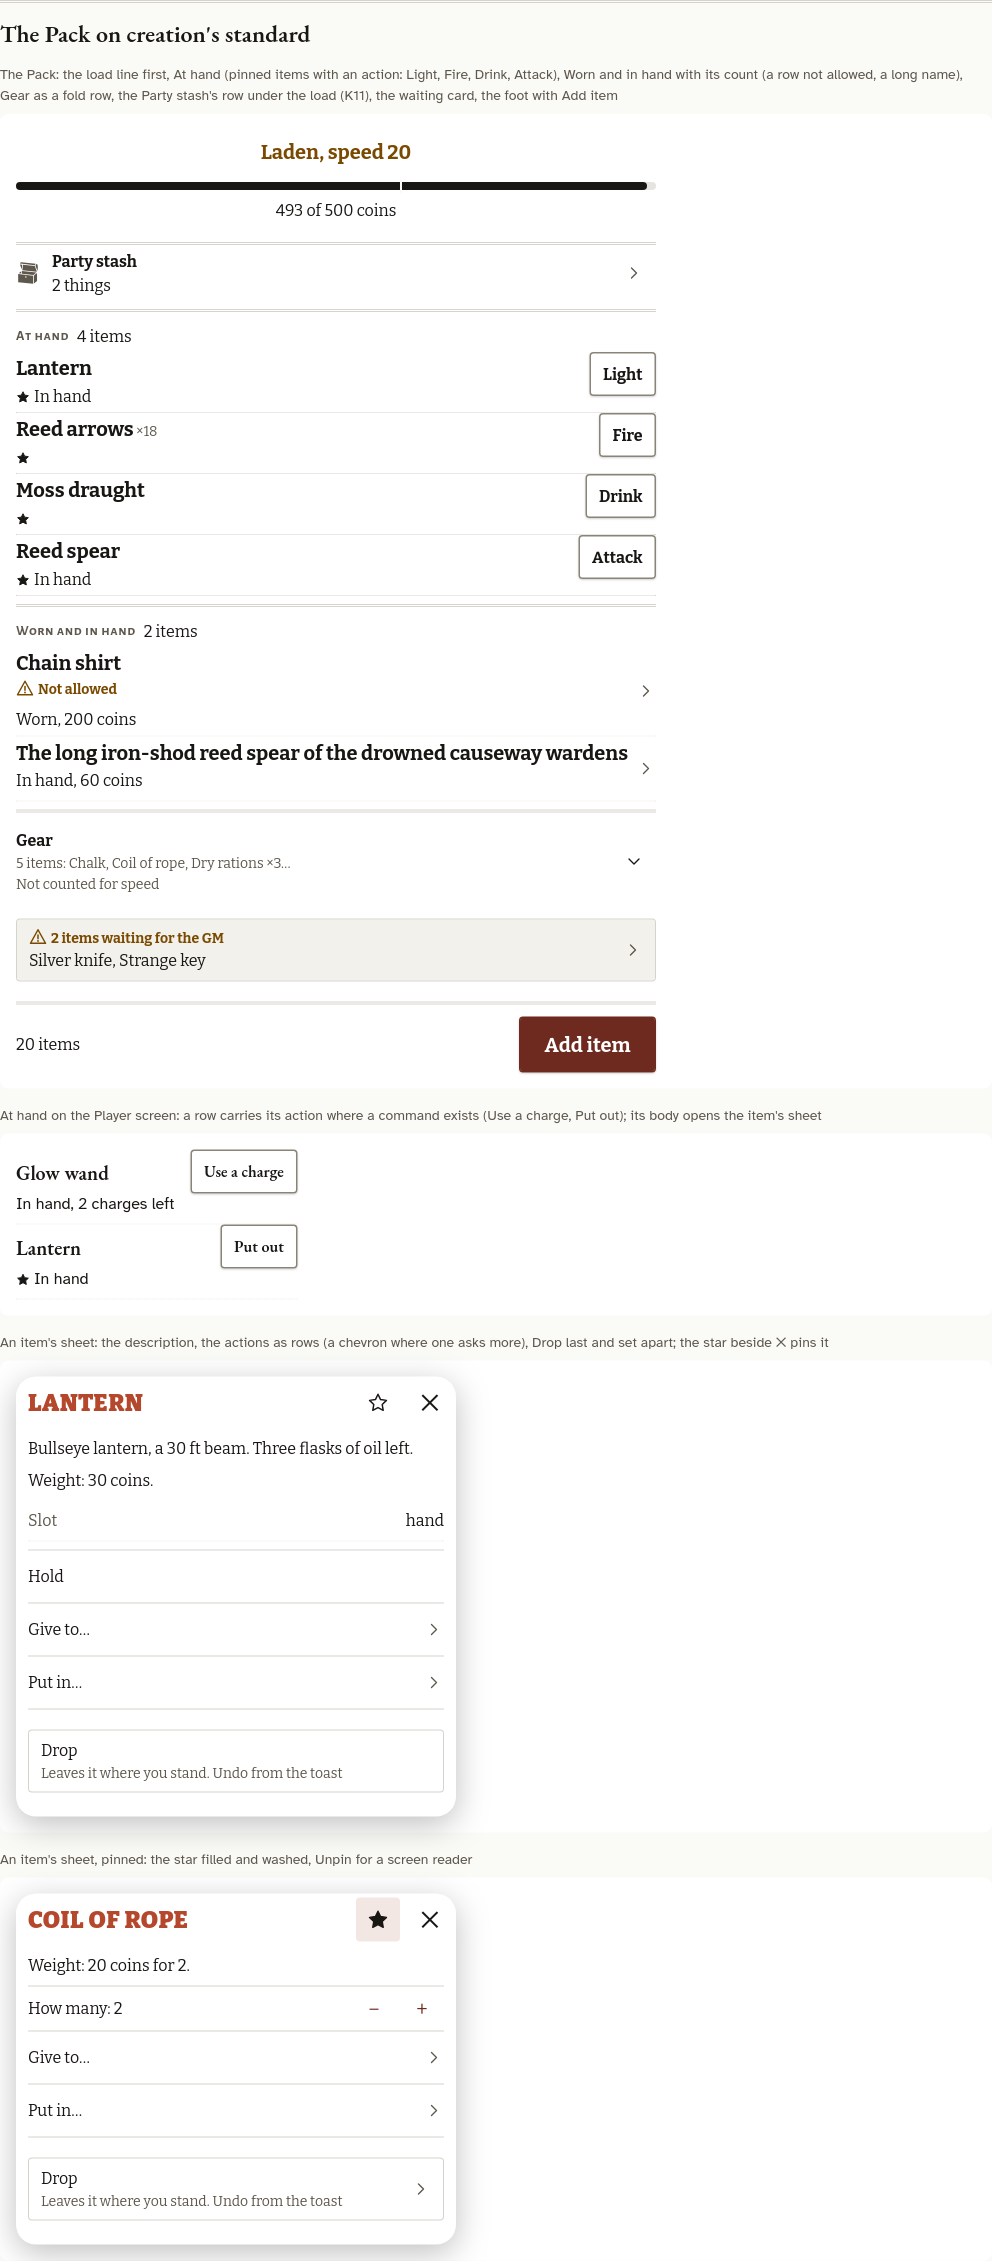 The Pack on creation's standard
The Pack: the load line first, At hand (pinned items with an action: Light, Fire, Drink, Attack), Worn and in hand with its count (a row not allowed, a long name),
Gear as a fold row, the Party stash's row under the load (K11), the waiting card, the foot with Add item
Laden, speed 20
493 of 500 coins
Party stash
2 things
At hand 4 items
Lantern
Light
★ In hand
Reed arrows ×18
Fire
★
Moss draught
Drink
★
Reed spear
Attack
★ In hand
Worn and in hand 2 items
Chain shirt
Not allowed
Worn, 200 coins
The long iron-shod reed spear of the drowned causeway wardens
In hand, 60 coins
Gear
5 items: Chalk, Coil of rope, Dry rations ×3...
Not counted for speed
2 items waiting for the GM
Silver knife, Strange key
20 items
Add item
At hand on the Player screen: a row carries its action where a command exists (Use a charge, Put out); its body opens the item's sheet
Glow wand
Use a charge
In hand, 2 charges left
Lantern
Put out
★ In hand
An item's sheet: the description, the actions as rows (a chevron where one asks more), Drop last and set apart; the star beside ✕ pins it
LANTERN
Bullseye lantern, a 30 ft beam. Three flasks of oil left.
Weight: 30 coins.
Slot hand
Hold
Give to...
Put in...
Drop
Leaves it where you stand. Undo from the toast
An item's sheet, pinned: the star filled and washed, Unpin for a screen reader
COIL OF ROPE
Weight: 20 coins for 2.
How many: 2 − +
Give to...
Put in...
Drop
Leaves it where you stand. Undo from the toast